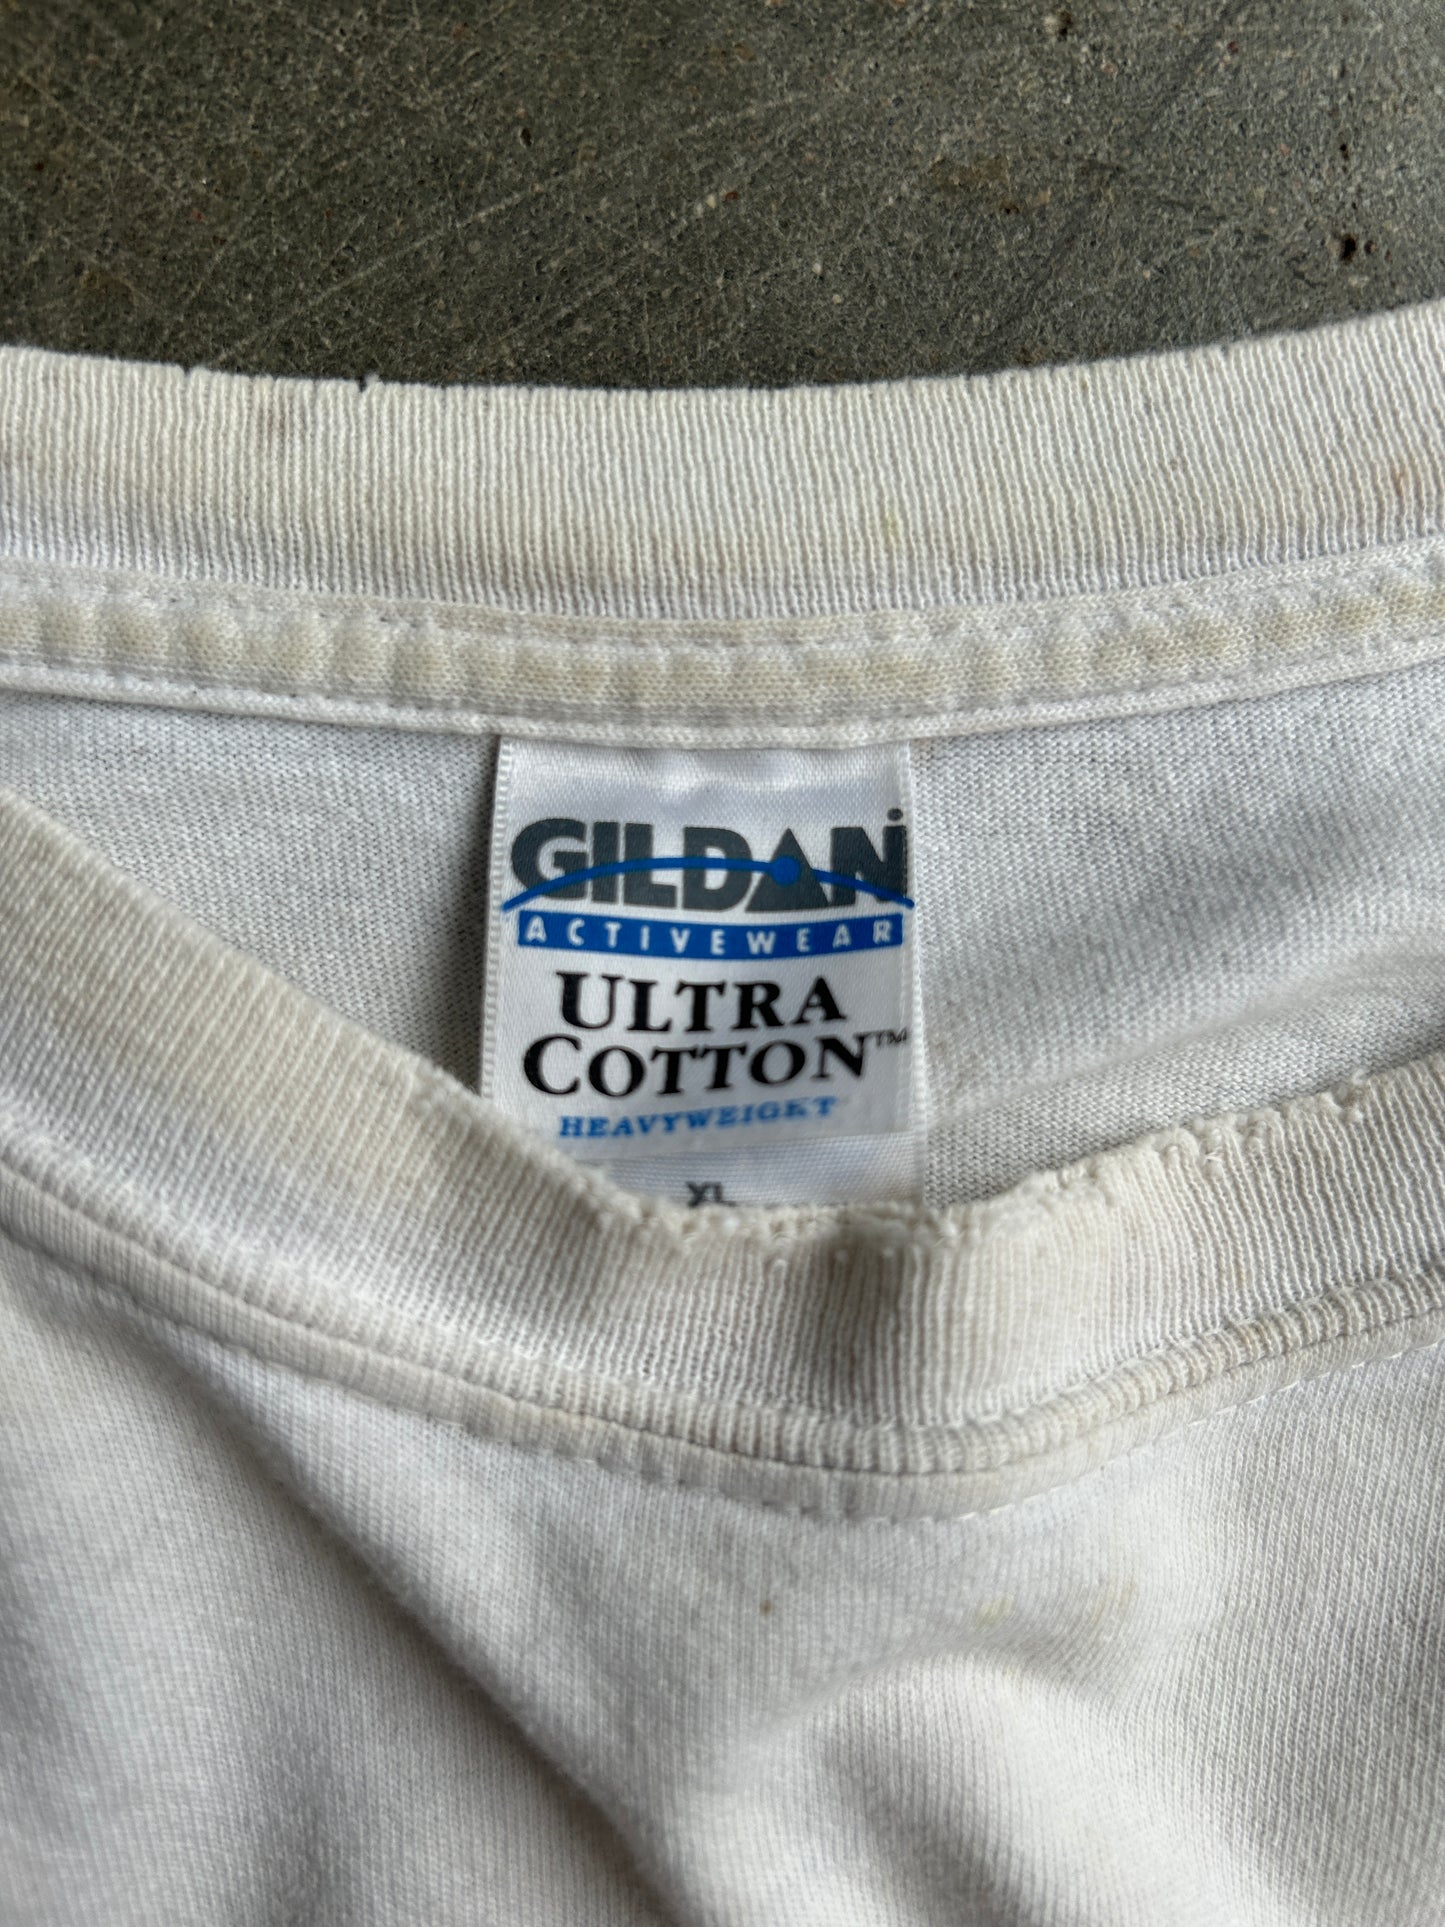 GILDAN®
ACTIVEWEAR
ULTRA
COTTON™
HEAVYWEIGHT
XL